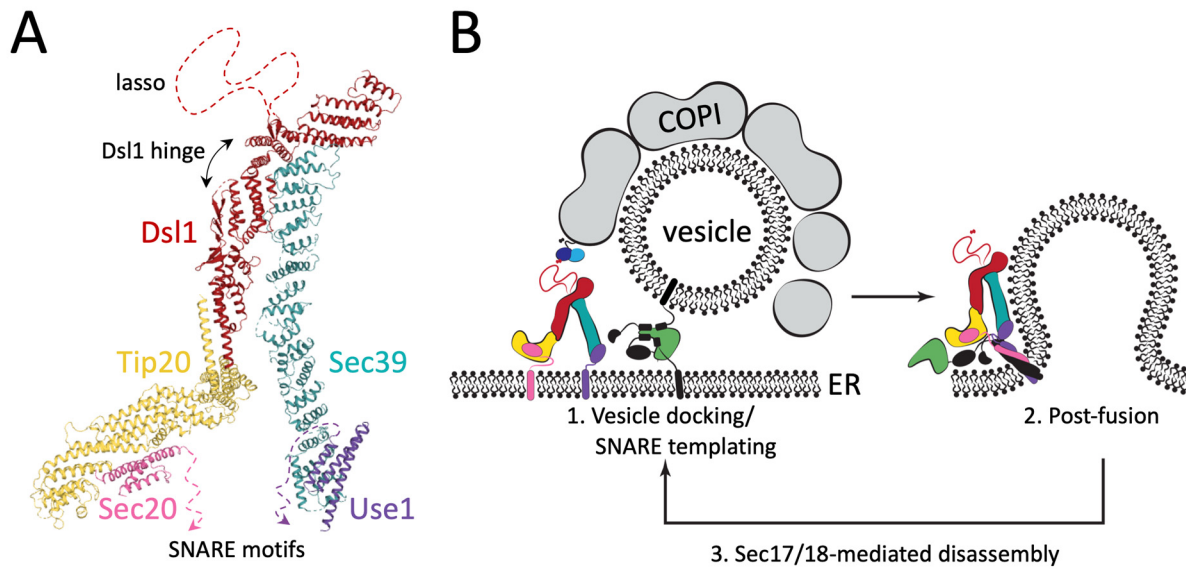 A
lasso
Dsl1 hinge
Dsl1
Tip20
Sec39
Sec20
Use1
SNARE motifs
B
COPI
vesicle
ER
1. Vesicle docking/
SNARE templating
2. Post-fusion
3. Sec17/18-mediated disassembly